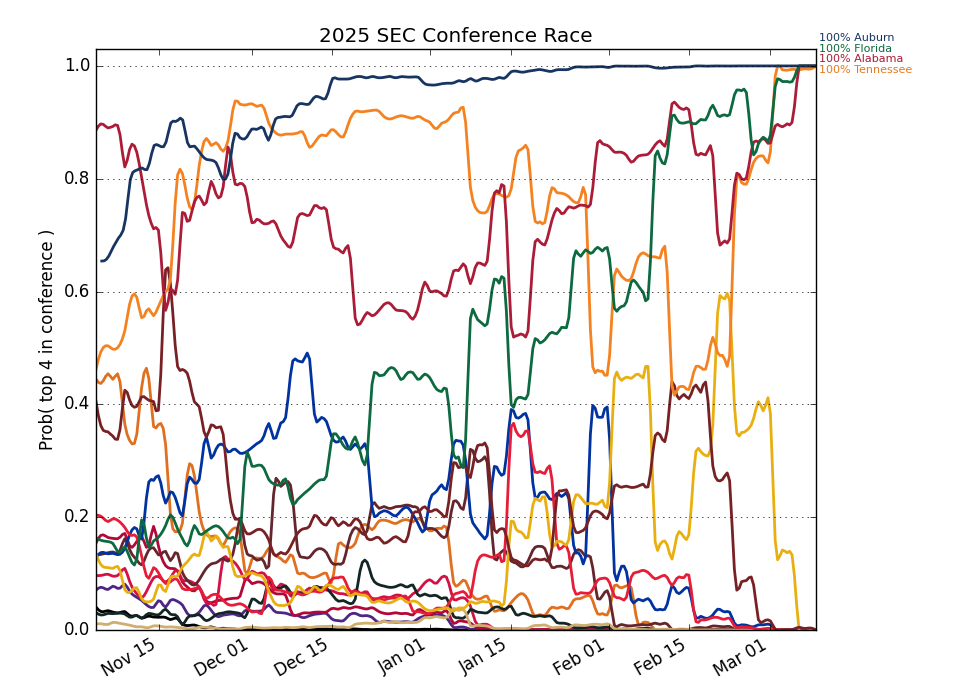 2025 SEC Conference Race
100% Auburn
100% Florida
100% Alabama
100% Tennessee
Prob( top 4 in conference )
1.0
0.8
0.6
0.4
0.2
0.0
Nov 15
Dec 01
Dec 15
Jan 01
Jan 15
Feb 01
Feb 15
Mar 01